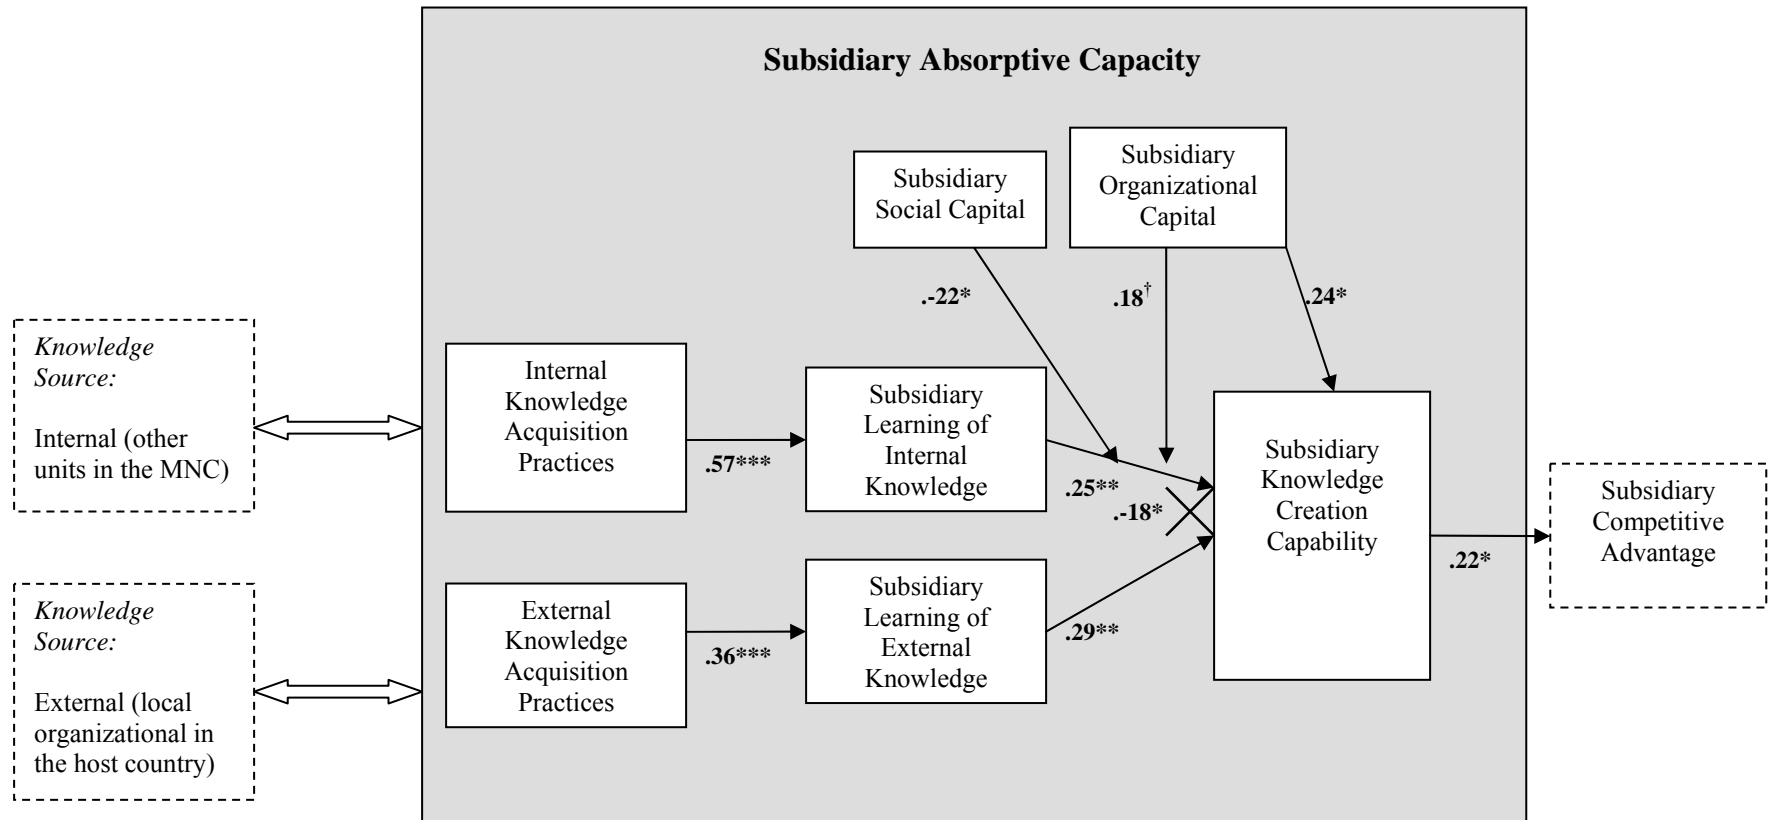 Subsidiary Absorptive Capacity
Subsidiary
Social Capital
Subsidiary
Organizational
Capital
.-22*
.18†
.24*
Knowledge
Source:
Internal (other
units in the MNC)
Internal
Knowledge
Acquisition
Practices
.57***
Subsidiary
Learning of
Internal
Knowledge
.25**
.-18*
Subsidiary
Knowledge
Creation
Capability
.22*
Subsidiary
Competitive
Advantage
Knowledge
Source:
External (local
organizational in
the host country)
External
Knowledge
Acquisition
Practices
.36***
Subsidiary
Learning of
External
Knowledge
.29**